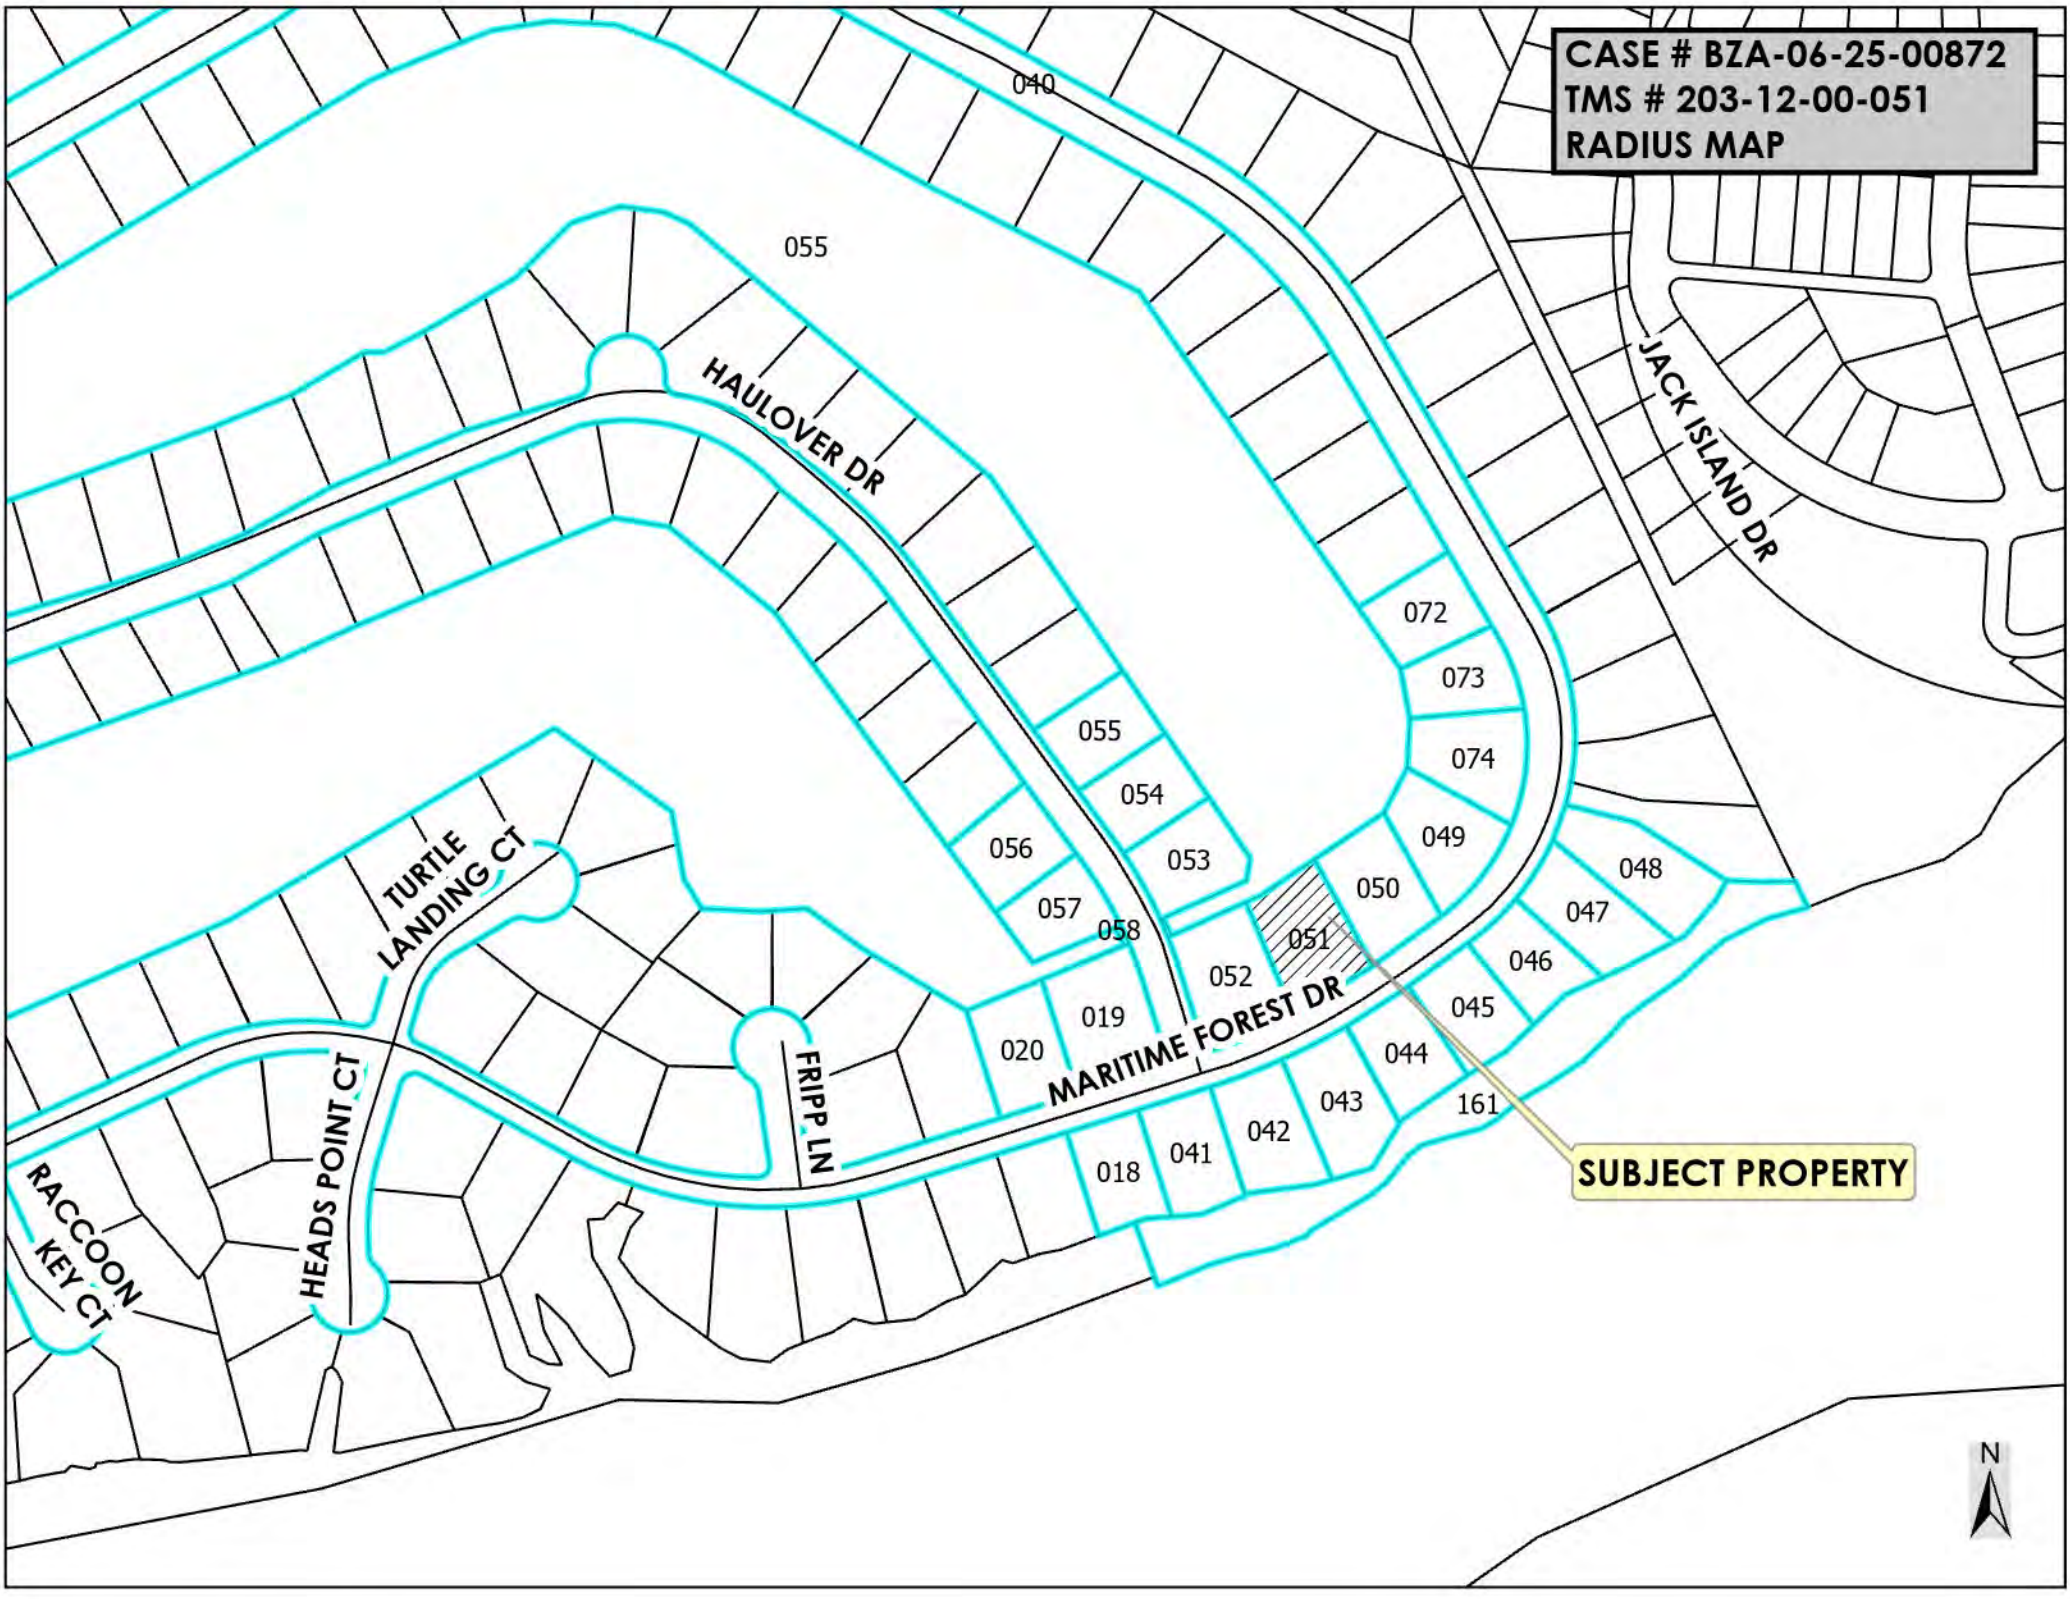 CASE # BZA-06-25-00872
TMS # 203-12-00-051
RADIUS MAP
040
055
HAULOVER DR
JACK ISLAND DR
072
073
055
074
054
049
056
053
048
050
057
047
058
051
046
052
045
019
020
044
MARITIME FOREST DR
043
161
042
041
018
SUBJECT PROPERTY
TURTLE
LANDING CT
FRIPP LN
HEADS POINT CT
RACCOON
KEY CT
N